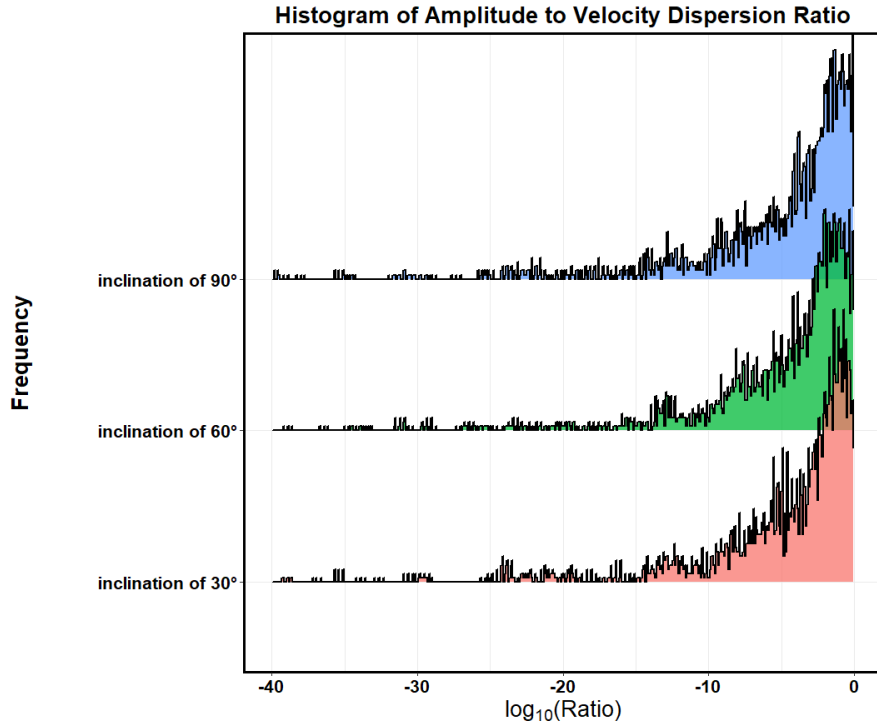 Histogram of Amplitude to Velocity Dispersion Ratio
Frequency
inclination of 90°
inclination of 60°
inclination of 30°
-40 -30 -20 -10 0
log₁₀(Ratio)